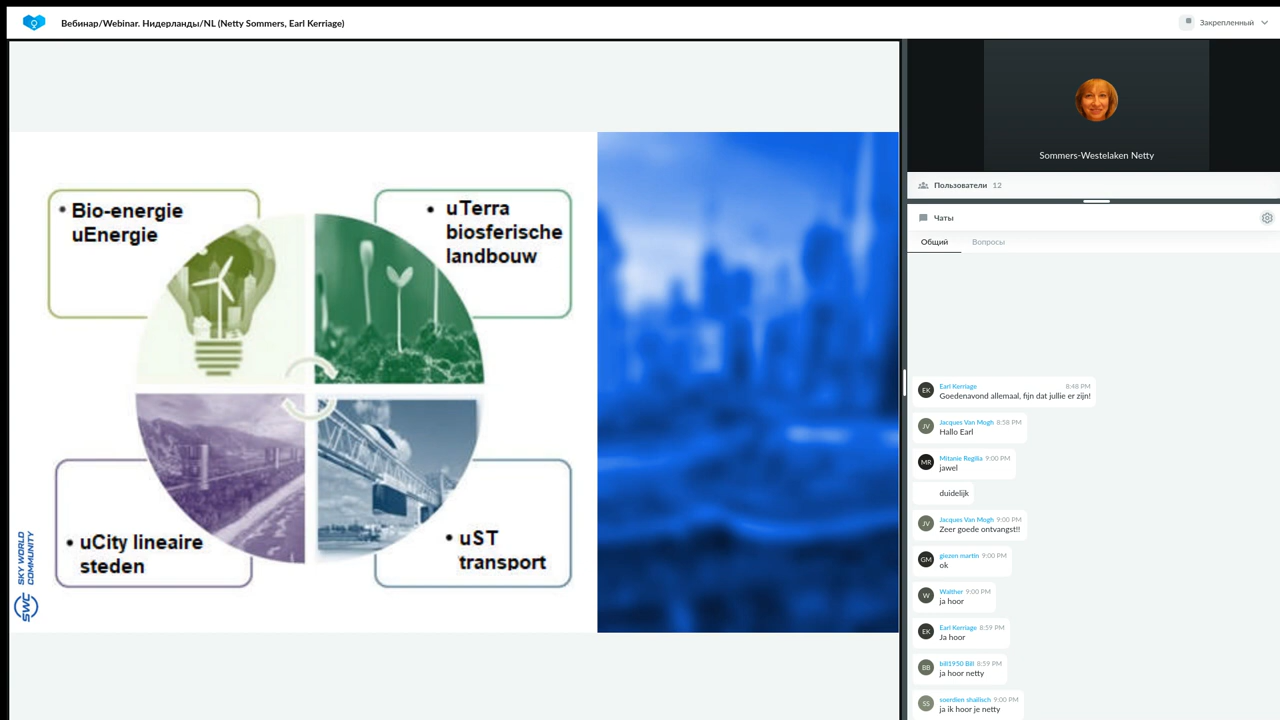 Вебинар/Webinar. Нидерланды/NL (Netty Sommers, Earl Kerriage)
Закрепленный
• Bio-energie
uEnergie
• uTerra
biosferische
landbouw
• uCity lineaire
steden
• uST
transport
SWC SKY WORLD
COMMUNITY
Sommers-Westelaken Netty
Пользователи 12
Чаты
Общий Вопросы
EK Earl Kerriage 8:48 PM
Goedenavond allemaal, fijn dat jullie er zijn!
JV Jacques Van Mogh 8:58 PM
Hallo Earl
MR Mitanie Regilia 9:00 PM
jawel
duidelijk
JV Jacques Van Mogh 9:00 PM
Zeer goede ontvangst!!
GM giezen martin 9:00 PM
ok
W Walther 9:00 PM
ja hoor
EK Earl Kerriage 8:59 PM
Ja hoor
BB bill1950 Bill 8:59 PM
ja hoor netty
SS soerdien shailisch 9:00 PM
ja ik hoor je netty